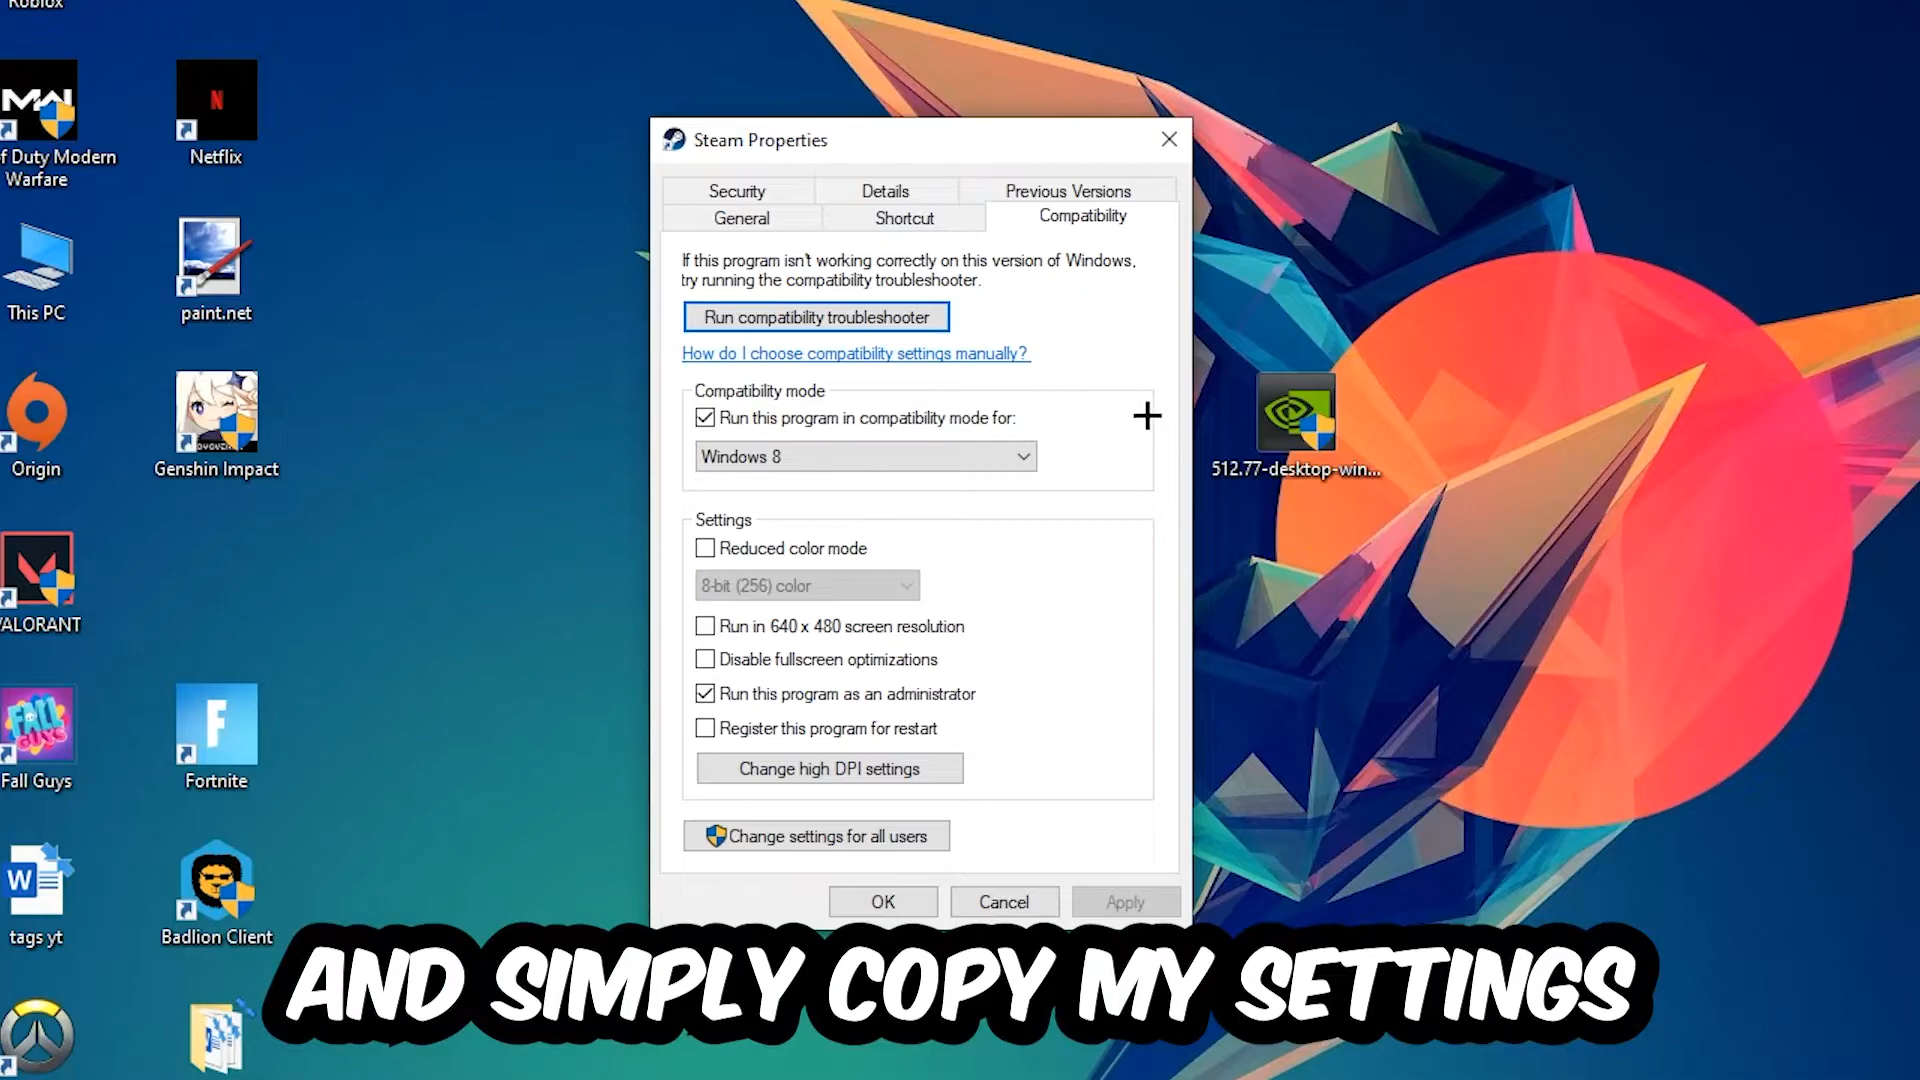 Roblox
MW
f Duty Modern
Warfare
N
Netflix
This PC
paint.net
Origin
Genshin Impact
VALORANT
FALL
GUYS
Fall Guys
F
Fortnite
W
tags yt
Badlion Client
Steam Properties
Security
Details
Previous Versions
General
Shortcut
Compatibility
If this program isn't working correctly on this version of Windows,
try running the compatibility troubleshooter.
Run compatibility troubleshooter
How do I choose compatibility settings manually?
Compatibility mode
Run this program in compatibility mode for:
Windows 8
Settings
Reduced color mode
8-bit (256) color
Run in 640 x 480 screen resolution
Disable fullscreen optimizations
Run this program as an administrator
Register this program for restart
Change high DPI settings
Change settings for all users
OK
Cancel
Apply
512.77-desktop-win...
AND SIMPLY COPY MY SETTINGS